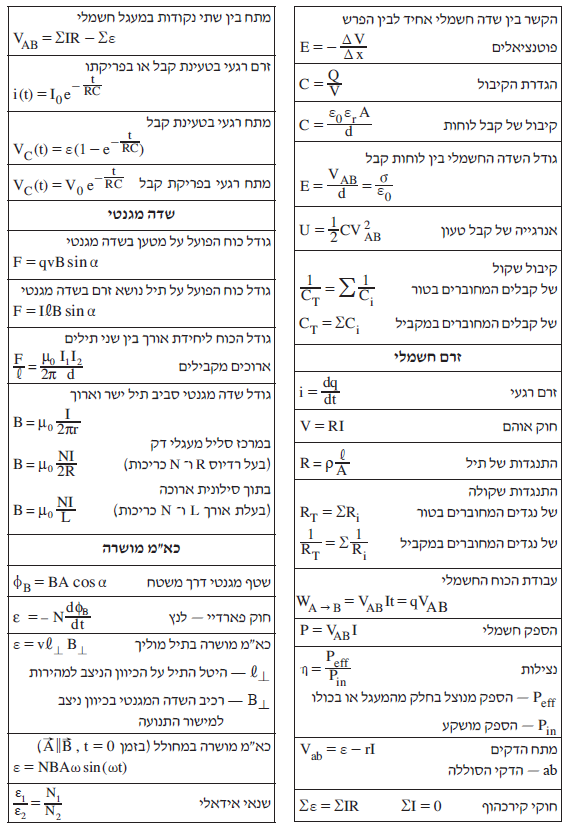 הקשר בין שדה חשמלי אחיד לבין הפרש
פוטנציאלים E = − ΔV/Δx
הגדרת הקיבול C = Q/V
קיבול של קבל לוחות C = ε₀εᵣA/d
גודל השדה החשמלי בין לוחות קבל
E = V_AB/d = σ/ε₀
אנרגייה של קבל טעון U = ½CV²_AB
קיבול שקול
של קבלים המחוברים בטור 1/C_T = Σ 1/C_i
של קבלים המחוברים במקביל C_T = ΣC_i
זרם חשמלי
זרם רגעי i = dq/dt
חוק אוהם V = RI
התנגדות של תיל R = ρ ℓ/A
התנגדות שקולה
של נגדים המחוברים בטור R_T = ΣR_i
של נגדים המחוברים במקביל 1/R_T = Σ 1/R_i
עבודת הכוח החשמלי
W_A→B = V_AB It = qV_AB
הספק חשמלי P = V_AB I
נצילות η = P_eff/P_in
P_eff — הספק מנוצל בחלק מהמעגל או בכולו
P_in — הספק מושקע
מתח הדקים V_ab = ε − rI
ab — הדקי הסוללה
חוקי קירכהוף ΣI = 0 Σε = ΣIR
מתח בין שתי נקודות במעגל חשמלי
V_AB = ΣIR − Σε
זרם רגעי בטעינת קבל או בפריקתו
i(t) = I₀e^(−t/RC)
מתח רגעי בטעינת קבל
V_C(t) = ε(1 − e^(−t/RC))
מתח רגעי בפריקת קבל V_C(t) = V₀e^(−t/RC)
שדה מגנטי
גודל כוח הפועל על מטען בשדה מגנטי
F = qvB sin α
גודל כוח הפועל על תיל נושא זרם בשדה מגנטי
F = IℓB sin α
גודל הכוח ליחידת אורך בין שני תילים
ארוכים מקבילים F/ℓ = μ₀/2π I₁I₂/d
גודל שדה מגנטי סביב תיל ישר וארוך
B = μ₀ I/2πr
במרכז סליל מעגלי דק
(בעל רדיוס R ו־ N כריכות) B = μ₀ NI/2R
בתוך סילונית ארוכה
(בעלת אורך L ו־ N כריכות) B = μ₀ NI/L
כא"מ מושרה
שטף מגנטי דרך משטח ϕ_B = BA cos α
חוק פאראדיי — לנץ ε = − N dϕ_B/dt
כא"מ מושרה בתיל מוליך ε = vℓ⊥B⊥
ℓ⊥ — היטל התיל על הכיוון הניצב למהירות
B⊥ — רכיב השדה המגנטי בכיוון ניצב
למישור התנועה
כא"מ מושרה במחולל (בזמן A⃗∥B⃗ , t = 0)
ε = NBAω sin(ωt)
שנאי אידאלי ε₁/ε₂ = N₁/N₂